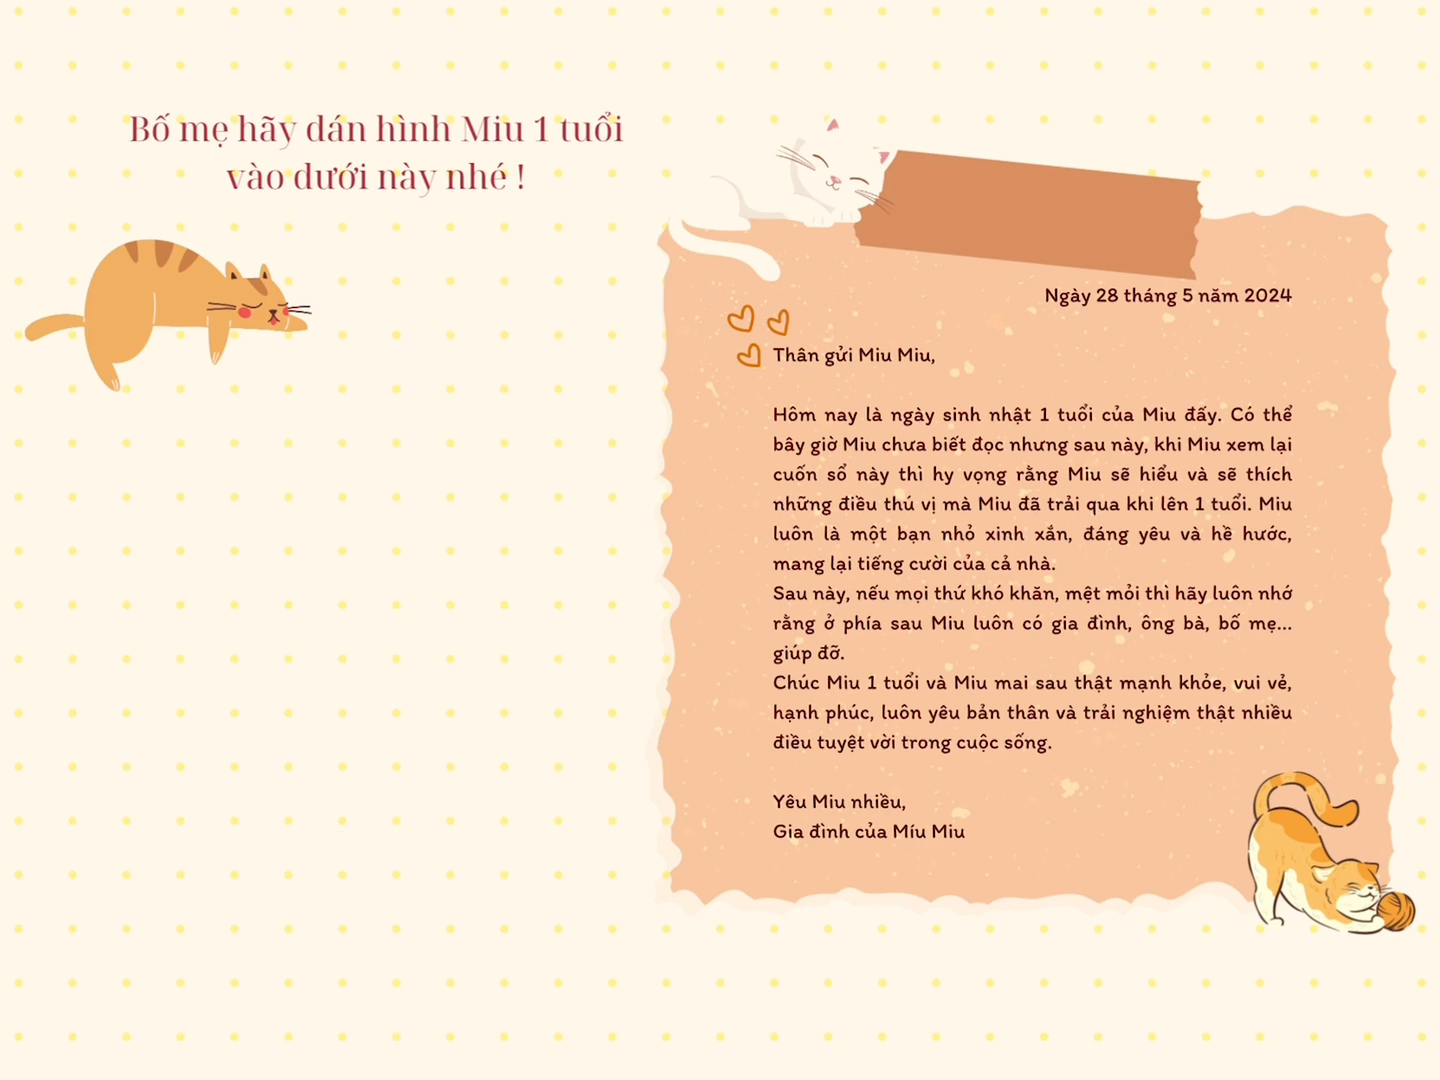 Bố mẹ hãy dán hình Miu 1 tuổi
vào dưới này nhé !
Ngày 28 tháng 5 năm 2024
Thân gửi Miu Miu,
Hôm nay là ngày sinh nhật 1 tuổi của Miu đấy. Có thể
bây giờ Miu chưa biết đọc nhưng sau này, khi Miu xem lại
cuốn sổ này thì hy vọng rằng Miu sẽ hiểu và sẽ thích
những điều thú vị mà Miu đã trải qua khi lên 1 tuổi. Miu
luôn là một bạn nhỏ xinh xắn, đáng yêu và hề hước,
mang lại tiếng cười của cả nhà.
Sau này, nếu mọi thứ khó khăn, mệt mỏi thì hãy luôn nhớ
rằng ở phía sau Miu luôn có gia đình, ông bà, bố mẹ...
giúp đỡ.
Chúc Miu 1 tuổi và Miu mai sau thật mạnh khỏe, vui vẻ,
hạnh phúc, luôn yêu bản thân và trải nghiệm thật nhiều
điều tuyệt vời trong cuộc sống.
Yêu Miu nhiều,
Gia đình của Míu Miu